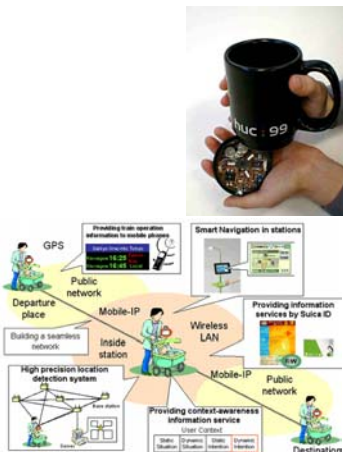 huc:99
Providing train operation
information to mobile phones
GPS
Smart Navigation in stations
Public
network
Departure
place
Mobile-IP
Wireless
LAN
Providing information
services by Suica ID
Building a seamless
network
Inside
station
High precision location
detection system
Base station
Mobile-IP
Public
network
Providing context-awareness
information service
User Context
Static
Situation
Dynamic
Situation
Static
Intention
Dynamic
Intention
Destination